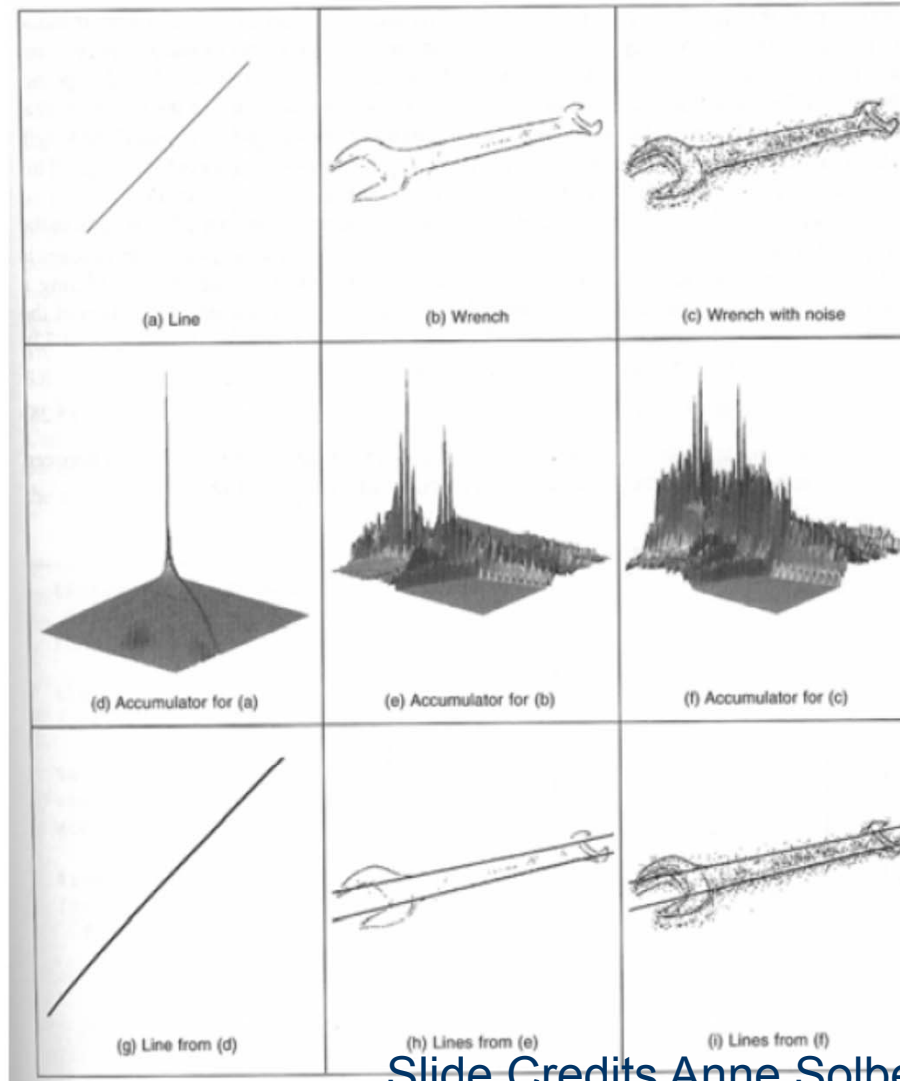 (a) Line
(b) Wrench
(c) Wrench with noise
(d) Accumulator for (a)
(e) Accumulator for (b)
(f) Accumulator for (c)
(g) Line from (d)
(h) Lines from (e)
(i) Lines from (f)
Slide Credits Anne